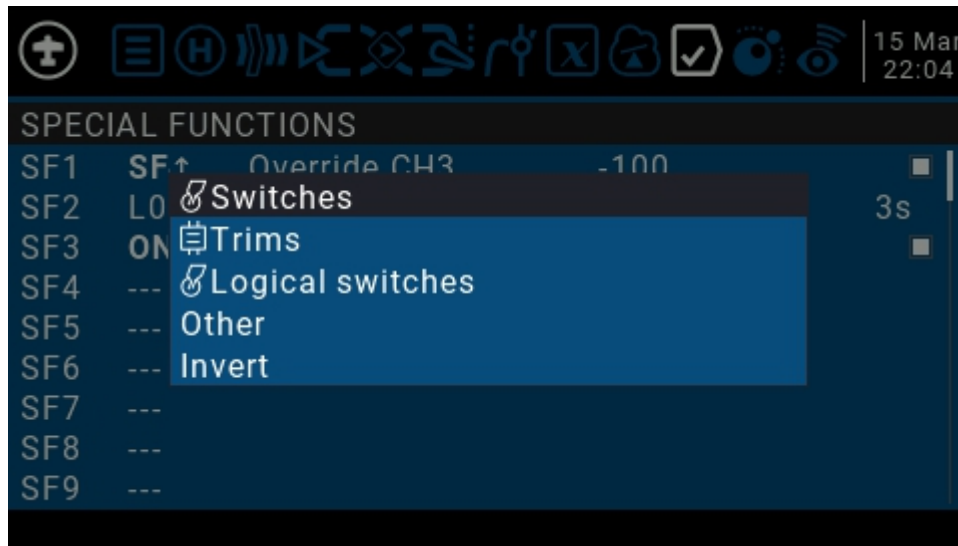 15 Mar
22:04
SPECIAL FUNCTIONS
SF1 SF↑ Override CH3 -100
SF2 L0 3s
SF3 ON
SF4 ---
SF5 ---
SF6 ---
SF7 ---
SF8 ---
SF9 ---
Switches
Trims
Logical switches
Other
Invert